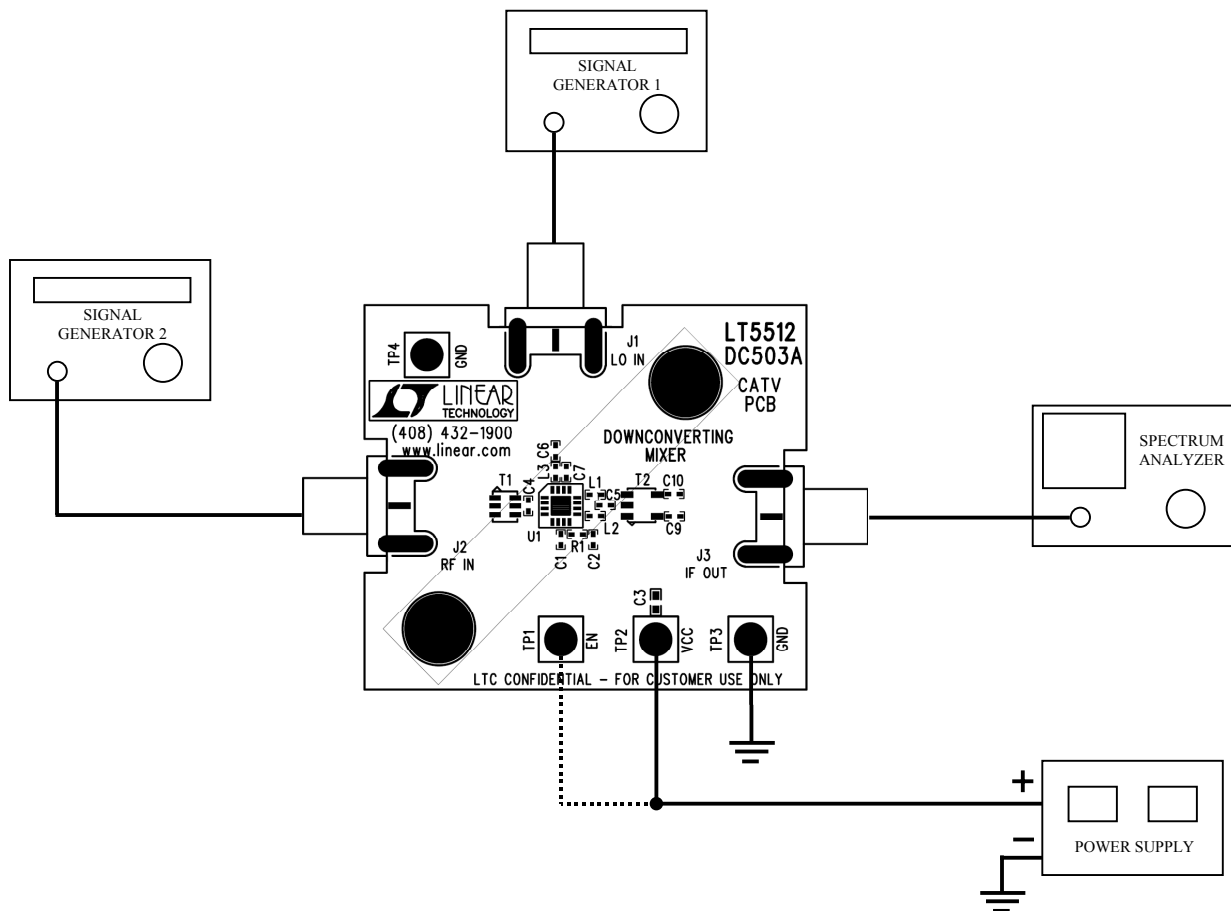 SIGNAL
GENERATOR 1
SIGNAL
GENERATOR 2
TP4
GND
J1
LO IN
LT5512
DC503A
CATV
PCB
LINEAR
TECHNOLOGY
(408) 432-1900
www.linear.com
DOWNCONVERTING
MIXER
SPECTRUM
ANALYZER
C6
L3
C7
T1
C4
L1
C5
T2
C10
U1
L2
C9
J2
RF IN
C1
R1
C2
J3
IF OUT
C3
TP1
EN
TP2
VCC
TP3
GND
LTC CONFIDENTIAL - FOR CUSTOMER USE ONLY
+
-
POWER SUPPLY